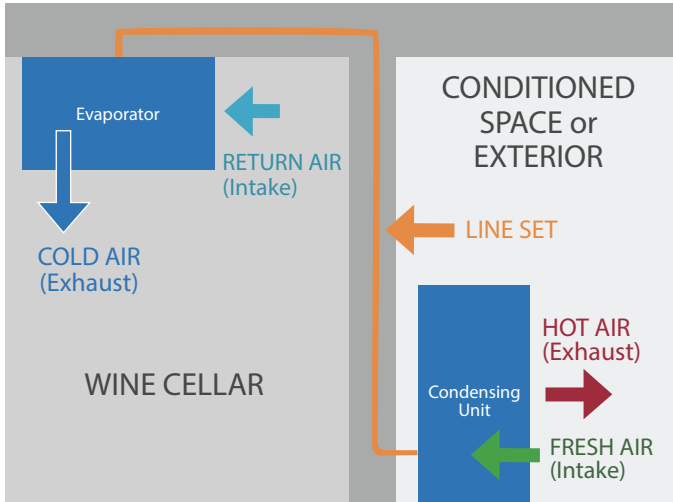 Evaporator
RETURN AIR
(Intake)
COLD AIR
(Exhaust)
WINE CELLAR
CONDITIONED
SPACE or
EXTERIOR
LINE SET
HOT AIR
(Exhaust)
Condensing
Unit
FRESH AIR
(Intake)